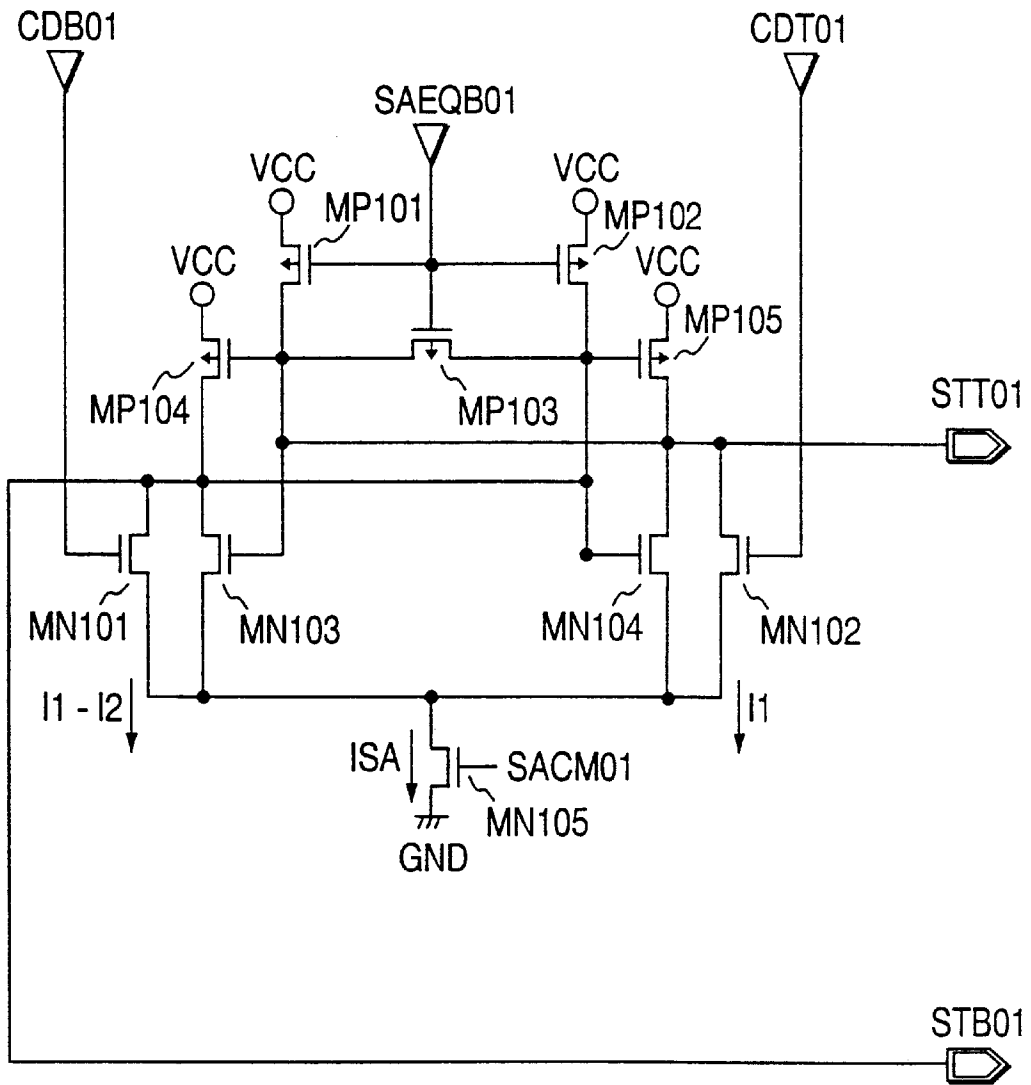 CDB01
CDT01
SAEQB01
VCC
VCC
MP101
MP102
VCC
VCC
MP105
MP104
MP103
STT01
MN101
MN103
MN104
MN102
I1 - I2
I1
ISA
SACM01
MN105
GND
STB01